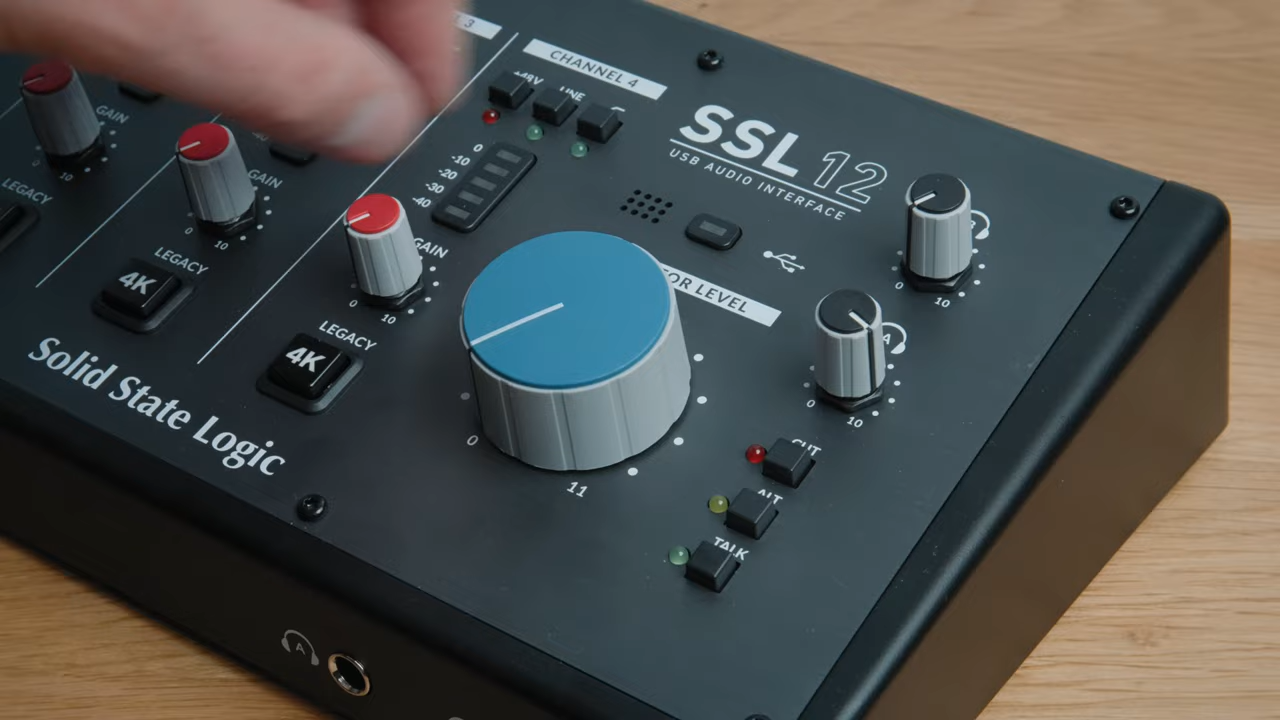 3
CHANNEL 4
+48V
LINE
SSL 12
USB AUDIO INTERFACE
0
-10
-20
-30
-40
GAIN
10
LEGACY
GAIN
0
10
LEGACY
4K
GAIN
0
10
LEGACY
4K
OR LEVEL
0
11
0
10
A
0
10
CUT
ALT
TALK
Solid State Logic
A